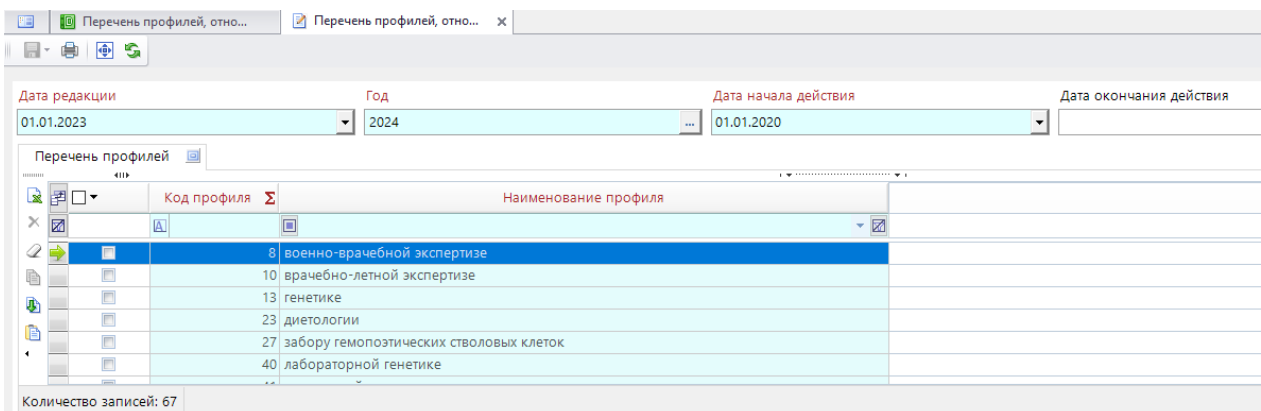 Перечень профилей, отно... Перечень профилей, отно...
Дата редакции Год Дата начала действия Дата окончания действия
01.01.2023 2024 ... 01.01.2020
Перечень профилей
Код профиля Σ Наименование профиля
8 военно-врачебной экспертизе
10 врачебно-летной экспертизе
13 генетике
23 диетологии
27 забору гемопоэтических стволовых клеток
40 лабораторной генетике
Количество записей: 67